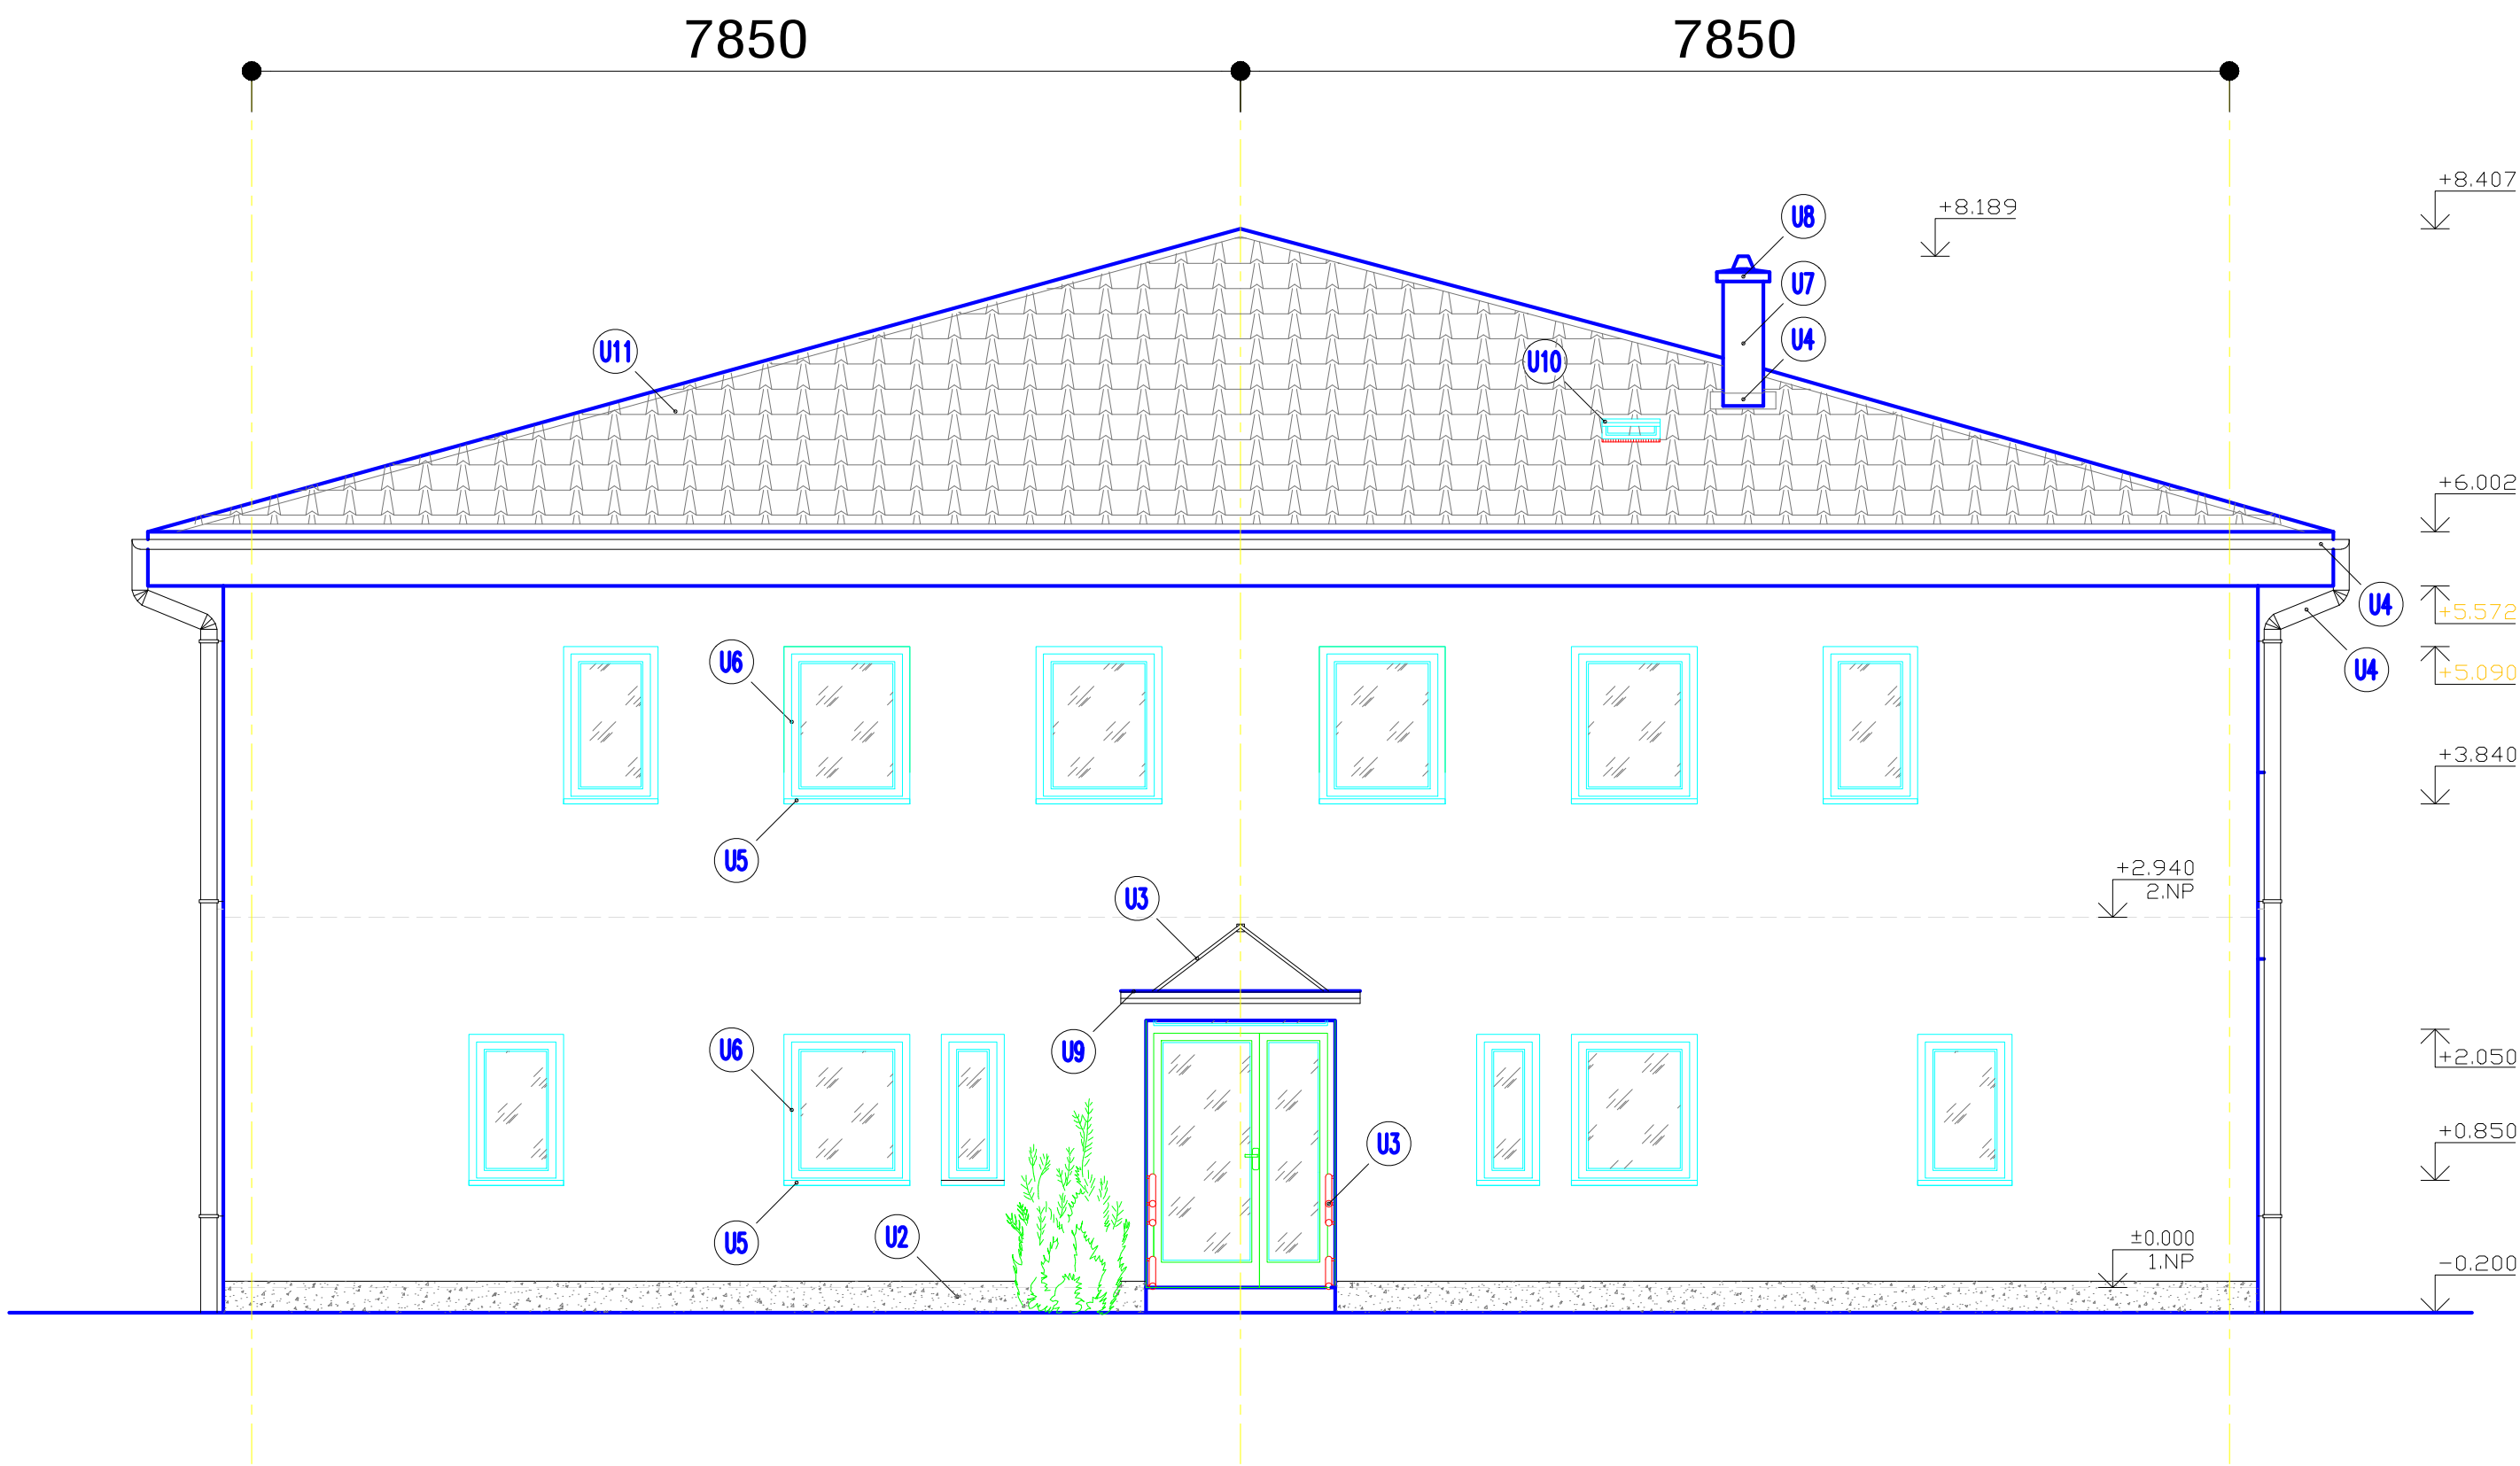 7850 7850
+8.407
+8.189
U8
U7
U4
U11
U10
+6.002
U4
+5.572
U6
U4
+5.090
+3.840
U5
+2.940
2.NP
U3
U6
U9
+2.050
U3
+0.850
U5
U2
±0.000
1.NP
-0.200